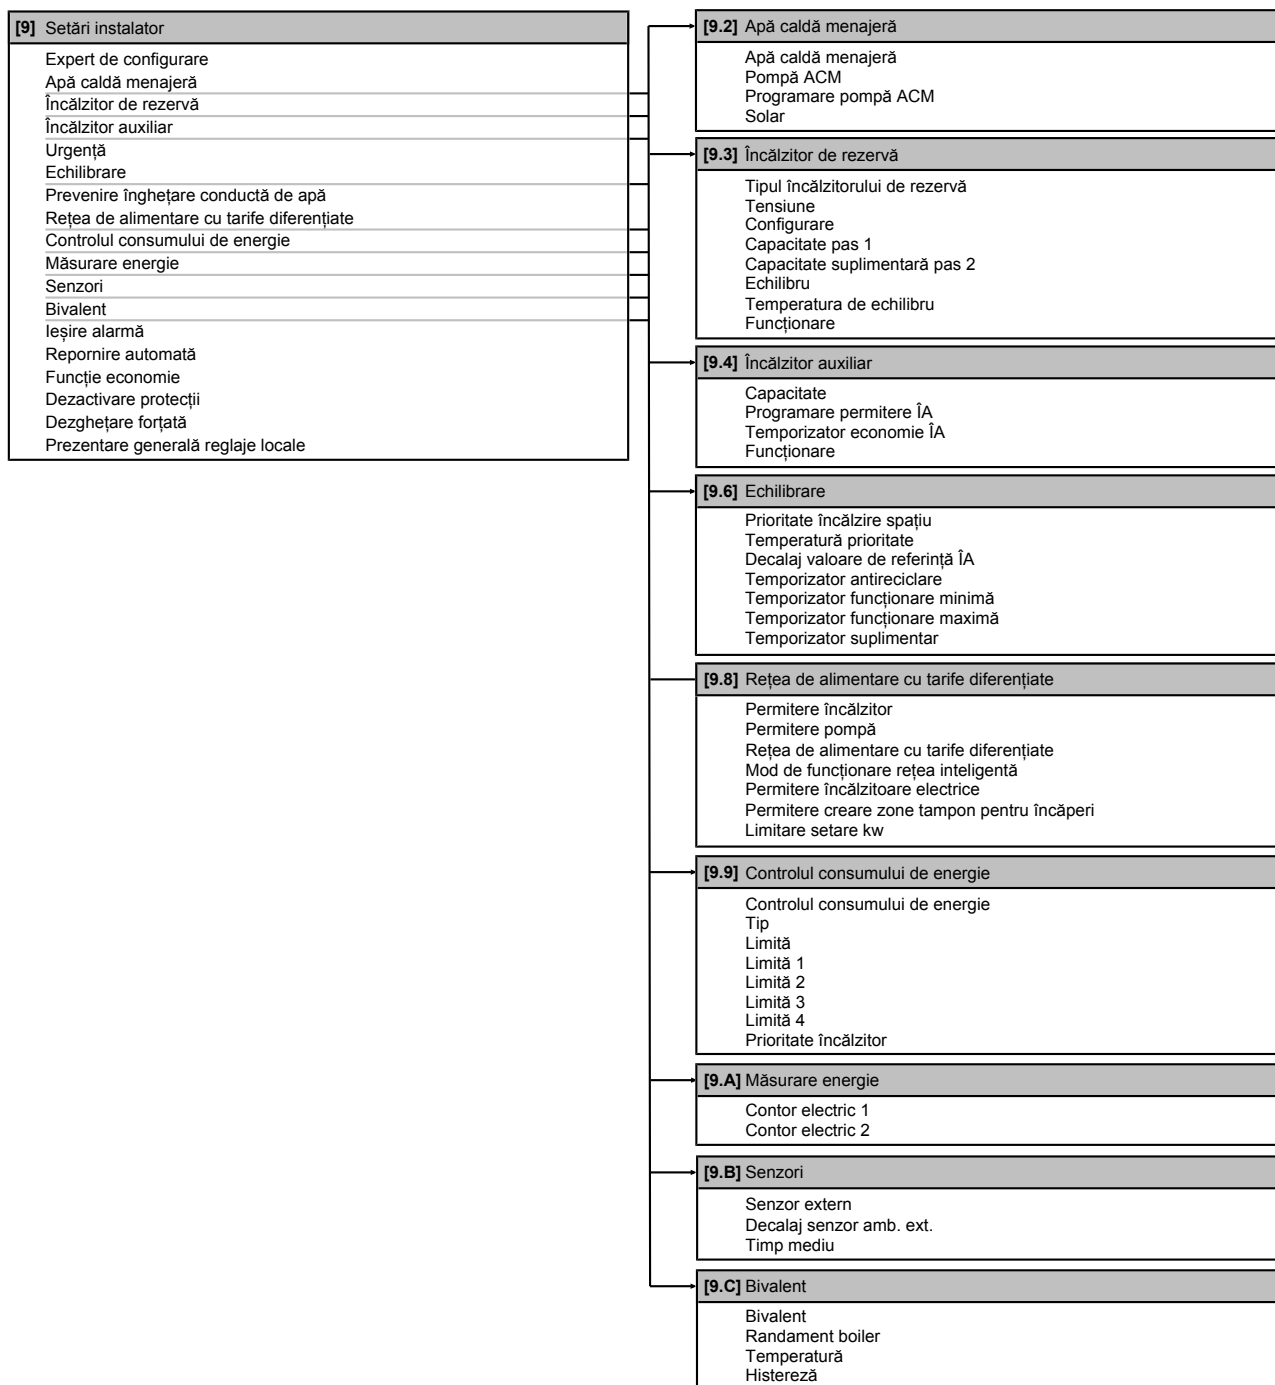 [9] Setări instalator
Expert de configurare
Apă caldă menajeră
Încălzitor de rezervă
Încălzitor auxiliar
Urgență
Echilibrare
Prevenire înghețare conductă de apă
Rețea de alimentare cu tarife diferențiate
Controlul consumului de energie
Măsurare energie
Senzori
Bivalent
Ieșire alarmă
Repornire automată
Funcție economie
Dezactivare protecții
Dezghețare forțată
Prezentare generală reglaje locale
[9.2] Apă caldă menajeră
Apă caldă menajeră
Pompă ACM
Programare pompă ACM
Solar
[9.3] Încălzitor de rezervă
Tipul încălzitorului de rezervă
Tensiune
Configurare
Capacitate pas 1
Capacitate suplimentară pas 2
Echilibru
Temperatura de echilibru
Funcționare
[9.4] Încălzitor auxiliar
Capacitate
Programare permitere ÎA
Temporizator economie ÎA
Funcționare
[9.6] Echilibrare
Prioritate încălzire spațiu
Temperatură prioritate
Decalaj valoare de referință ÎA
Temporizator antireciclare
Temporizator funcționare minimă
Temporizator funcționare maximă
Temporizator suplimentar
[9.8] Rețea de alimentare cu tarife diferențiate
Permitere încălzitor
Permitere pompă
Rețea de alimentare cu tarife diferențiate
Mod de funcționare rețea inteligentă
Permitere încălzitoare electrice
Permitere creare zone tampon pentru încăperi
Limitare setare kw
[9.9] Controlul consumului de energie
Controlul consumului de energie
Tip
Limită
Limită 1
Limită 2
Limită 3
Limită 4
Prioritate încălzitor
[9.A] Măsurare energie
Contor electric 1
Contor electric 2
[9.B] Senzori
Senzor extern
Decalaj senzor amb. ext.
Timp mediu
[9.C] Bivalent
Bivalent
Randament boiler
Temperatură
Histereză